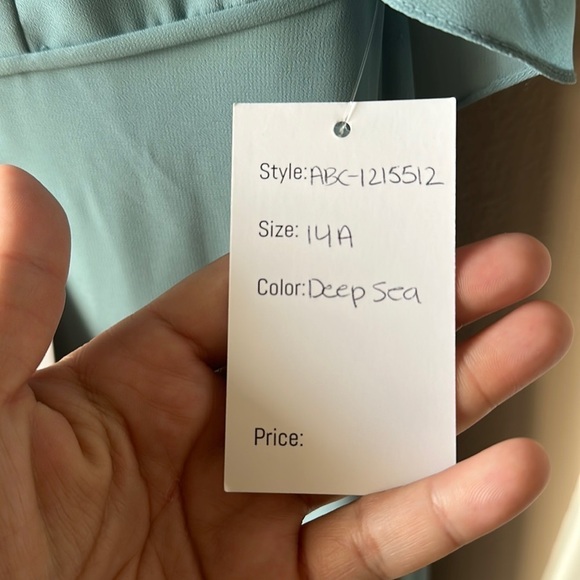 Style: ABC-1215512
Size: 14A
Color: Deep Sea
Price: